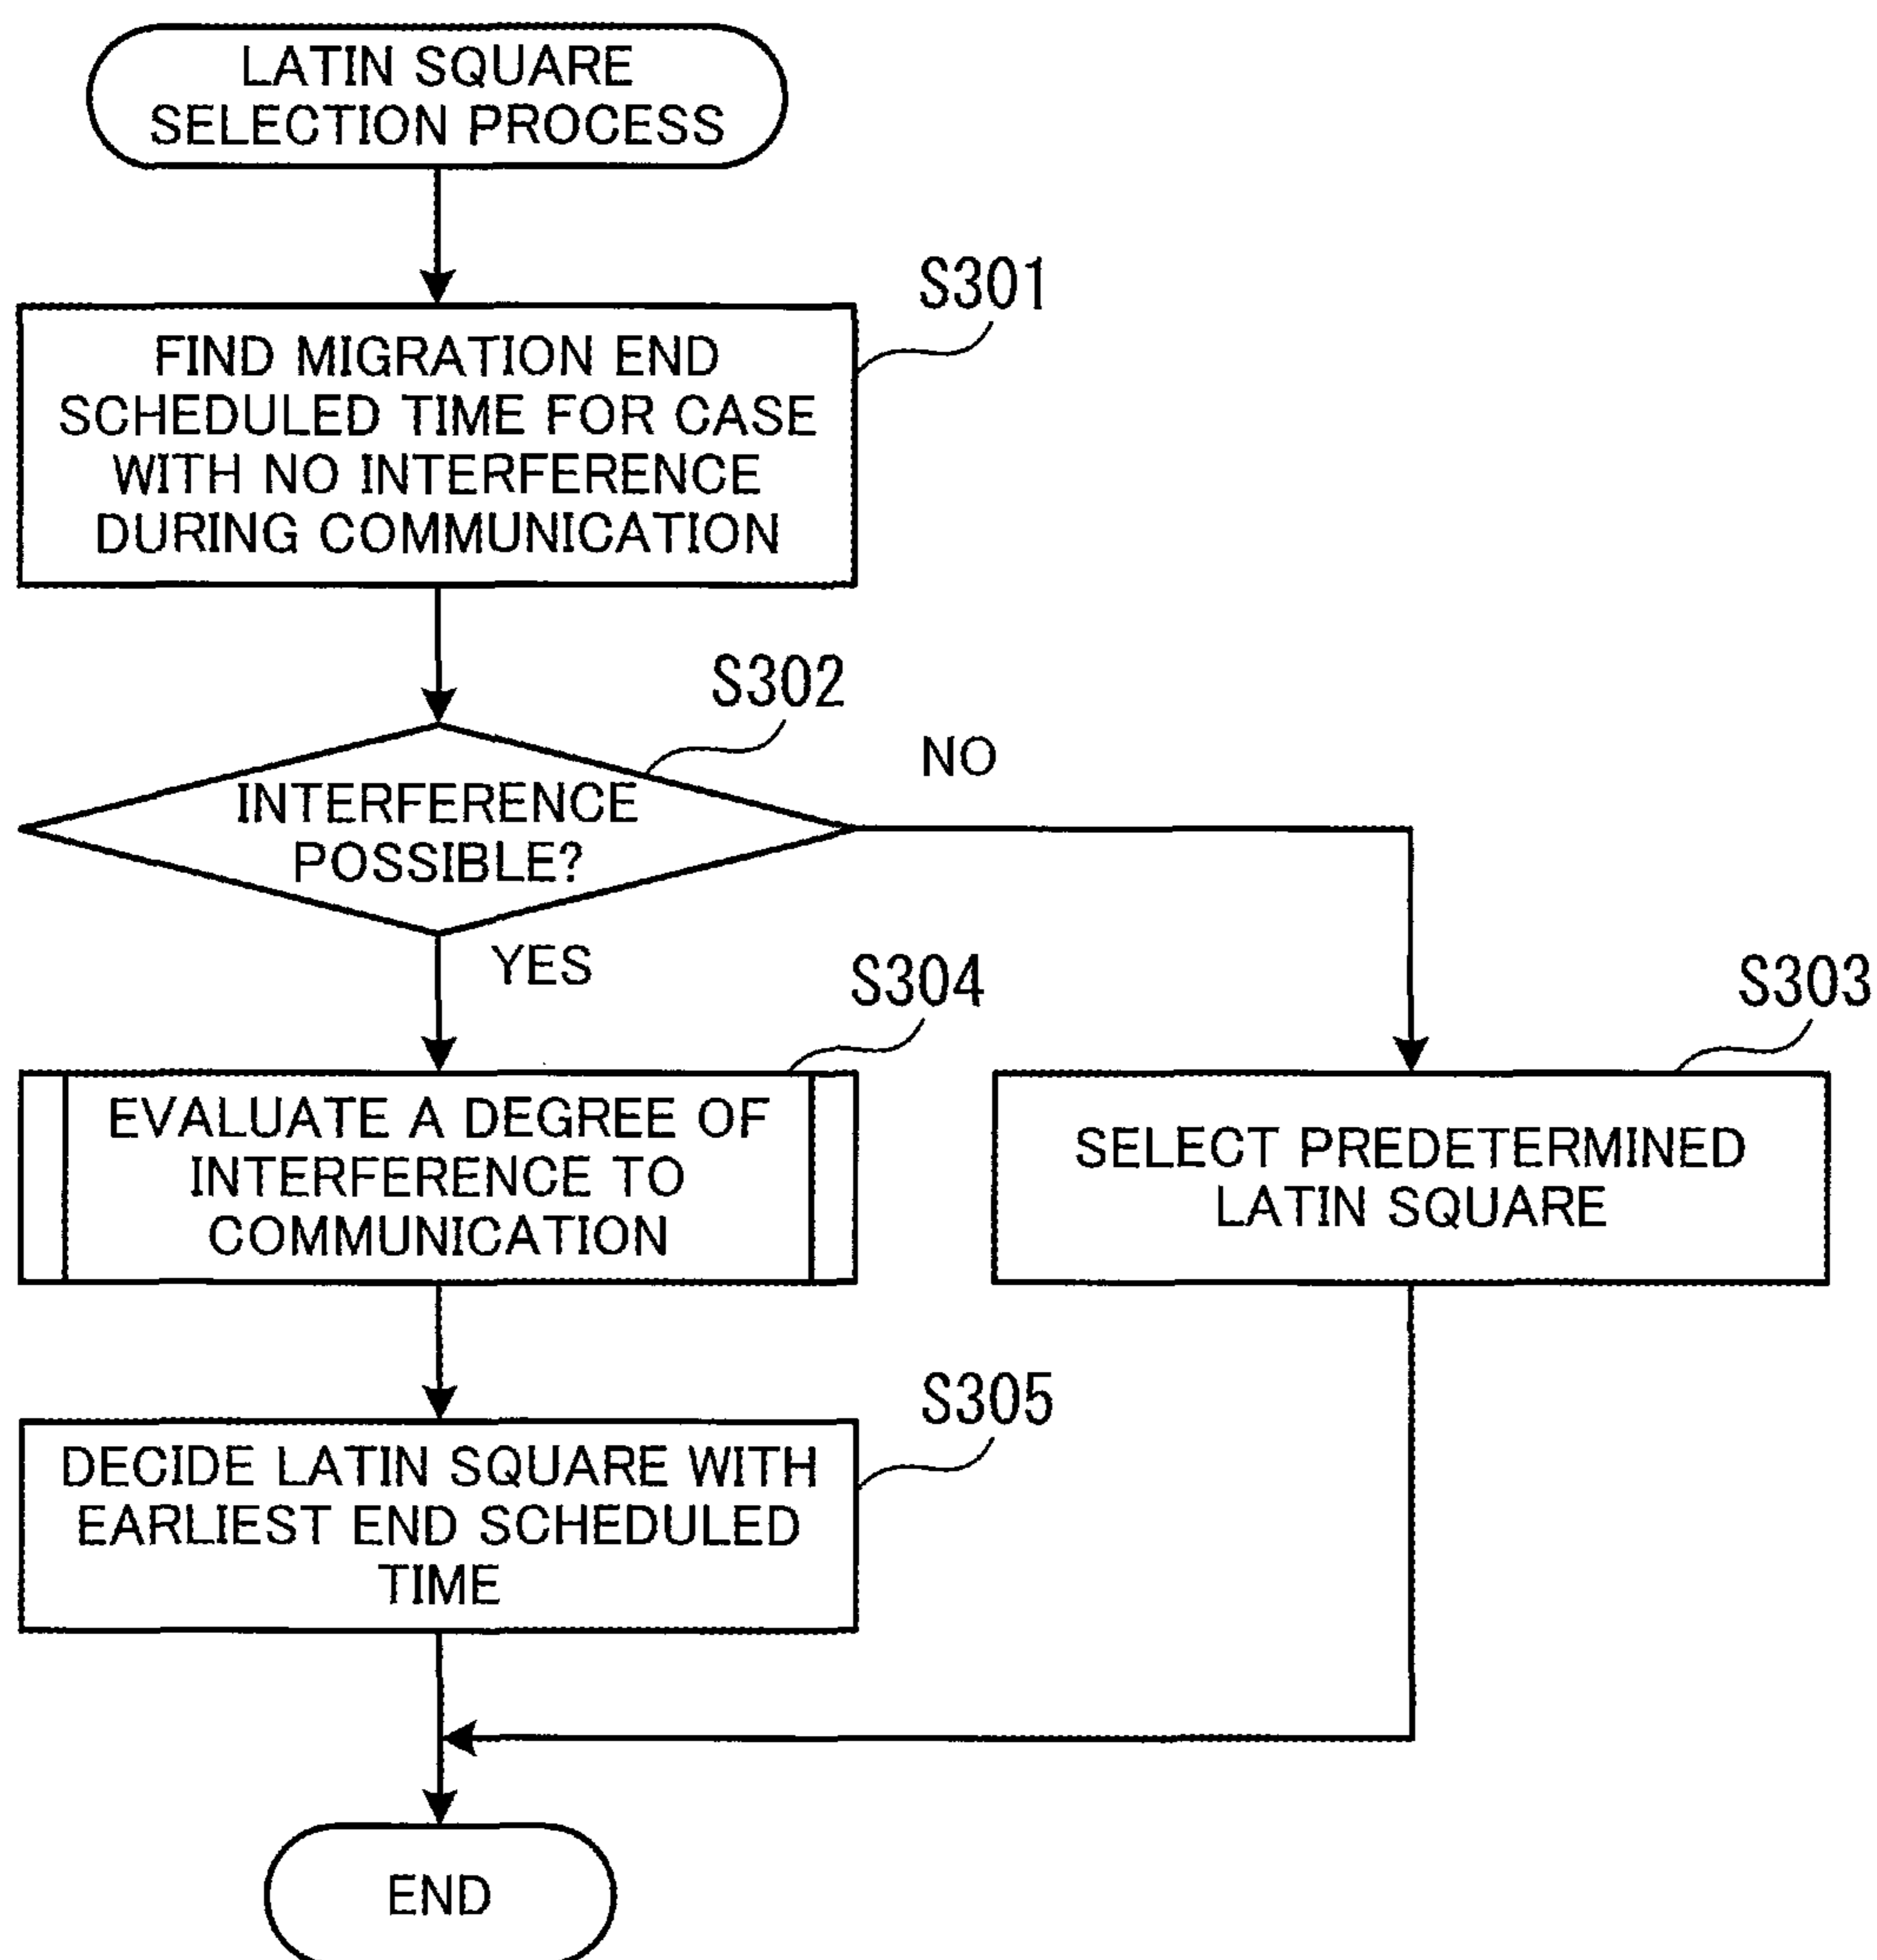 LATIN SQUARE
SELECTION PROCESS
S301
FIND MIGRATION END
SCHEDULED TIME FOR CASE
WITH NO INTERFERENCE
DURING COMMUNICATION
S302
INTERFERENCE
POSSIBLE?
NO
YES
S304
EVALUATE A DEGREE OF
INTERFERENCE TO
COMMUNICATION
S303
SELECT PREDETERMINED
LATIN SQUARE
S305
DECIDE LATIN SQUARE WITH
EARLIEST END SCHEDULED
TIME
END